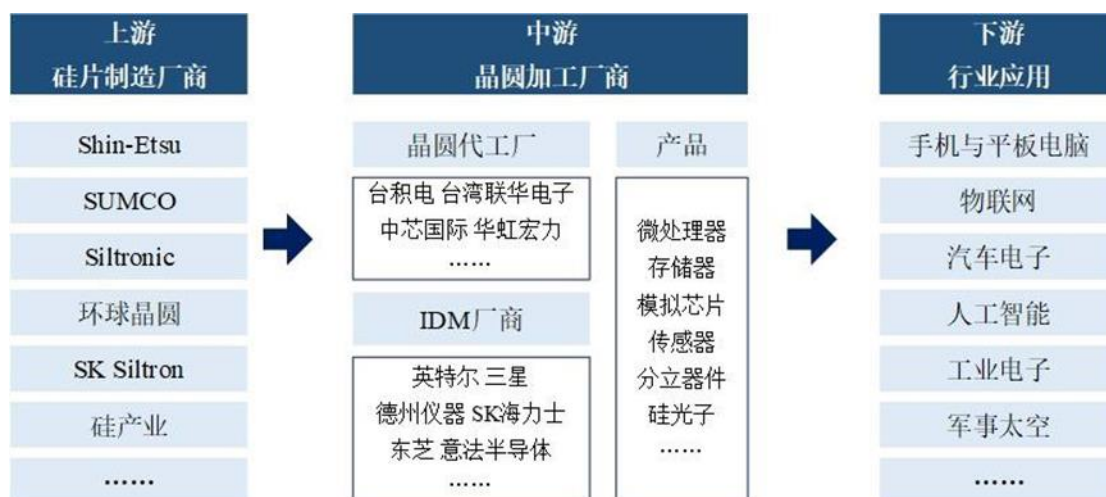 上游
硅片制造厂商
Shin-Etsu
SUMCO
Siltronic
环球晶圆
SK Siltron
硅产业
……
中游
晶圆加工厂商
晶圆代工厂
台积电 台湾联华电子
中芯国际 华虹宏力
……
IDM厂商
英特尔 三星
德州仪器 SK海力士
东芝 意法半导体
……
产品
微处理器
存储器
模拟芯片
传感器
分立器件
硅光子
……
下游
行业应用
手机与平板电脑
物联网
汽车电子
人工智能
工业电子
军事太空
……